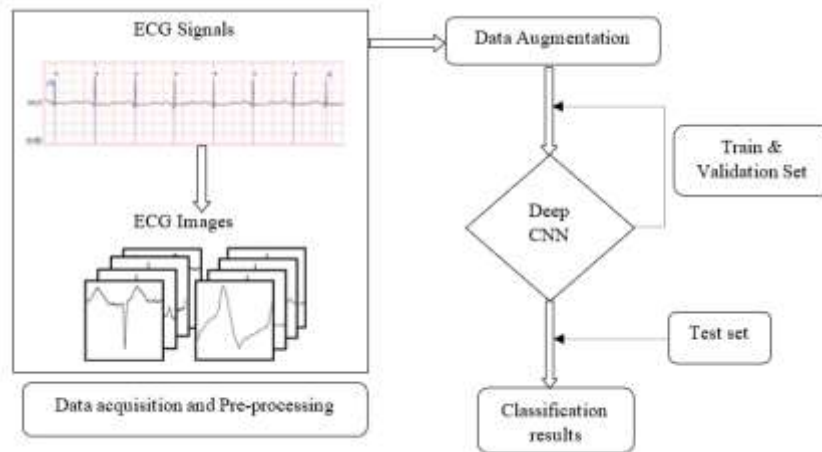 ECG Signals
ECG Images
Data acquisition and Pre-processing
Data Augmentation
Train &
Validation Set
Deep
CNN
Test set
Classification
results